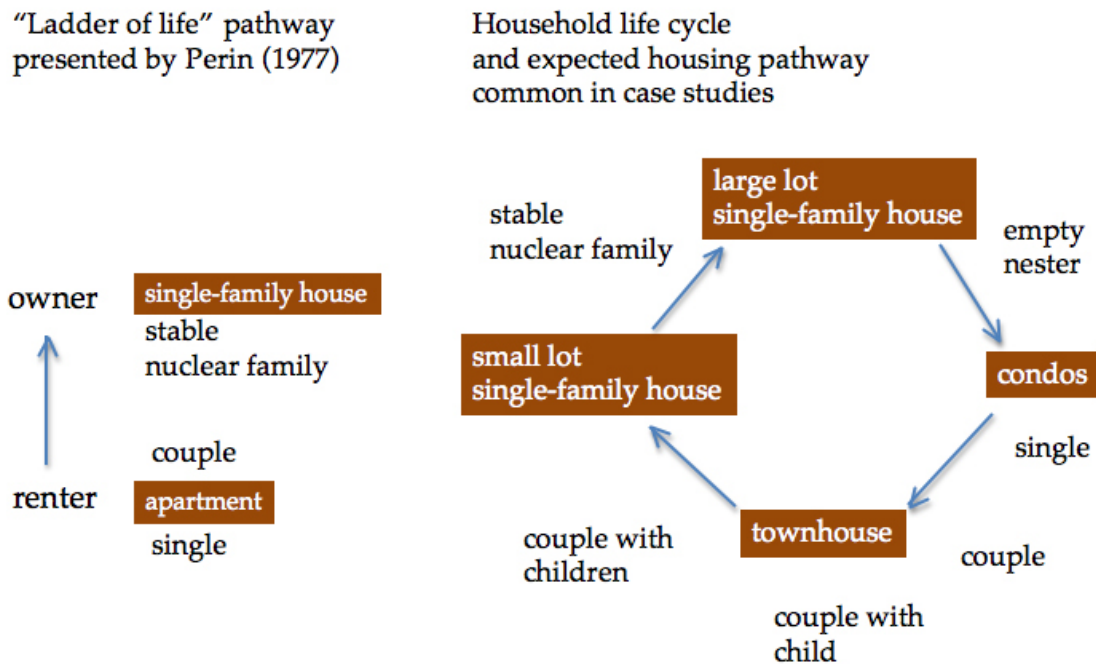 “Ladder of life” pathway
presented by Perin (1977)
owner
single-family house
stable
nuclear family
couple
renter
apartment
single
Household life cycle
and expected housing pathway
common in case studies
large lot
single-family house
stable
nuclear family
empty
nester
small lot
single-family house
condos
single
townhouse
couple with
children
couple
couple with
child